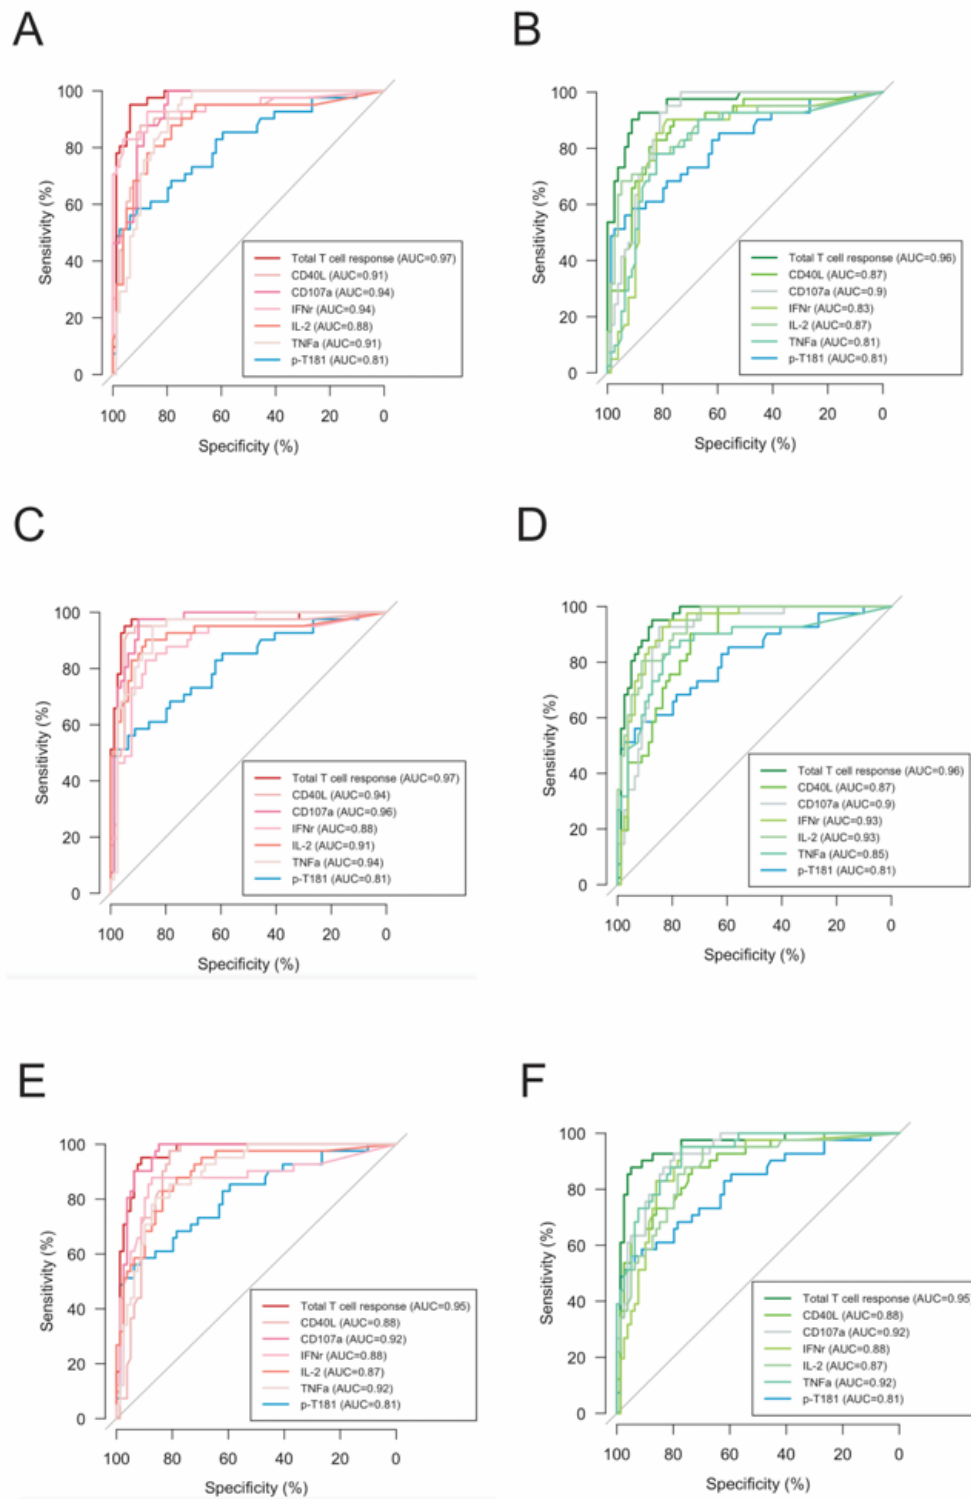 A
100
80
60
40
20
0
Sensitivity (%)
Total T cell response (AUC=0.97)
CD40L (AUC=0.91)
CD107a (AUC=0.94)
IFNr (AUC=0.94)
IL-2 (AUC=0.88)
TNFa (AUC=0.91)
p-T181 (AUC=0.81)
100 80 60 40 20 0
Specificity (%)
B
100
80
60
40
20
0
Sensitivity (%)
Total T cell response (AUC=0.96)
CD40L (AUC=0.87)
CD107a (AUC=0.9)
IFNr (AUC=0.83)
IL-2 (AUC=0.87)
TNFa (AUC=0.81)
p-T181 (AUC=0.81)
100 80 60 40 20 0
Specificity (%)
C
100
80
60
40
20
0
Sensitivity (%)
Total T cell response (AUC=0.97)
CD40L (AUC=0.94)
CD107a (AUC=0.96)
IFNr (AUC=0.88)
IL-2 (AUC=0.91)
TNFa (AUC=0.94)
p-T181 (AUC=0.81)
100 80 60 40 20 0
Specificity (%)
D
100
80
60
40
20
0
Sensitivity (%)
Total T cell response (AUC=0.96)
CD40L (AUC=0.87)
CD107a (AUC=0.9)
IFNr (AUC=0.93)
IL-2 (AUC=0.93)
TNFa (AUC=0.85)
p-T181 (AUC=0.81)
100 80 60 40 20 0
Specificity (%)
E
100
80
60
40
20
0
Sensitivity (%)
Total T cell response (AUC=0.95)
CD40L (AUC=0.88)
CD107a (AUC=0.92)
IFNr (AUC=0.88)
IL-2 (AUC=0.87)
TNFa (AUC=0.92)
p-T181 (AUC=0.81)
100 80 60 40 20 0
Specificity (%)
F
100
80
60
40
20
0
Sensitivity (%)
Total T cell response (AUC=0.95)
CD40L (AUC=0.88)
CD107a (AUC=0.92)
IFNr (AUC=0.88)
IL-2 (AUC=0.87)
TNFa (AUC=0.92)
p-T181 (AUC=0.81)
100 80 60 40 20 0
Specificity (%)